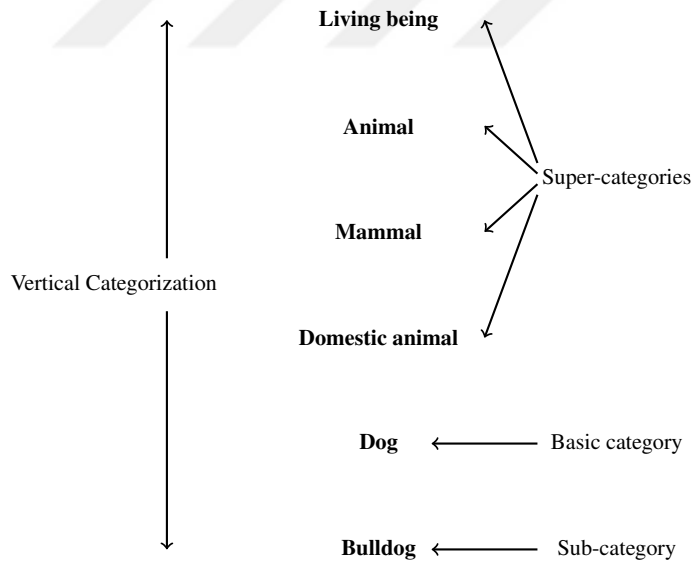 Living being
Animal
Super-categories
Mammal
Vertical Categorization
Domestic animal
Dog
Basic category
Bulldog
Sub-category